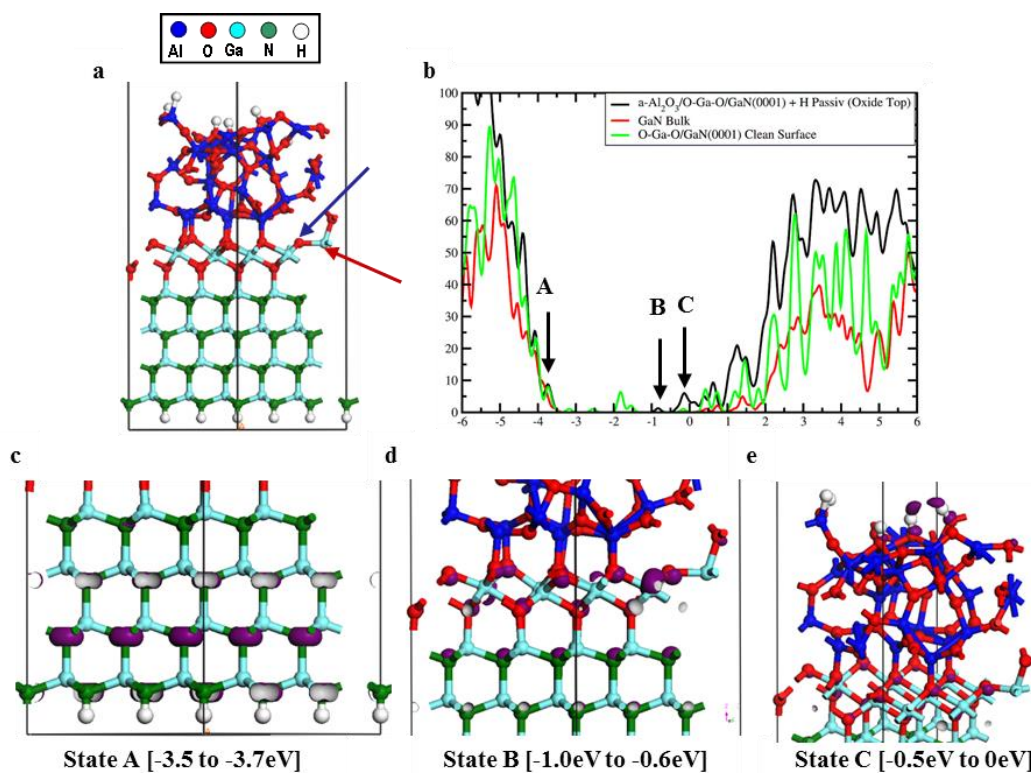 Al O Ga N H
a
b
a-Al2O3/O-Ga-O/GaN(0001) + H Passiv (Oxide Top)
GaN Bulk
O-Ga-O/GaN(0001) Clean Surface
100
90
80
70
60
50
40
30
20
10
0
A
B
C
-6 -5 -4 -3 -2 -1 0 1 2 3 4 5 6
c
d
e
State A [-3.5 to -3.7eV]
State B [-1.0eV to -0.6eV]
State C [-0.5eV to 0eV]